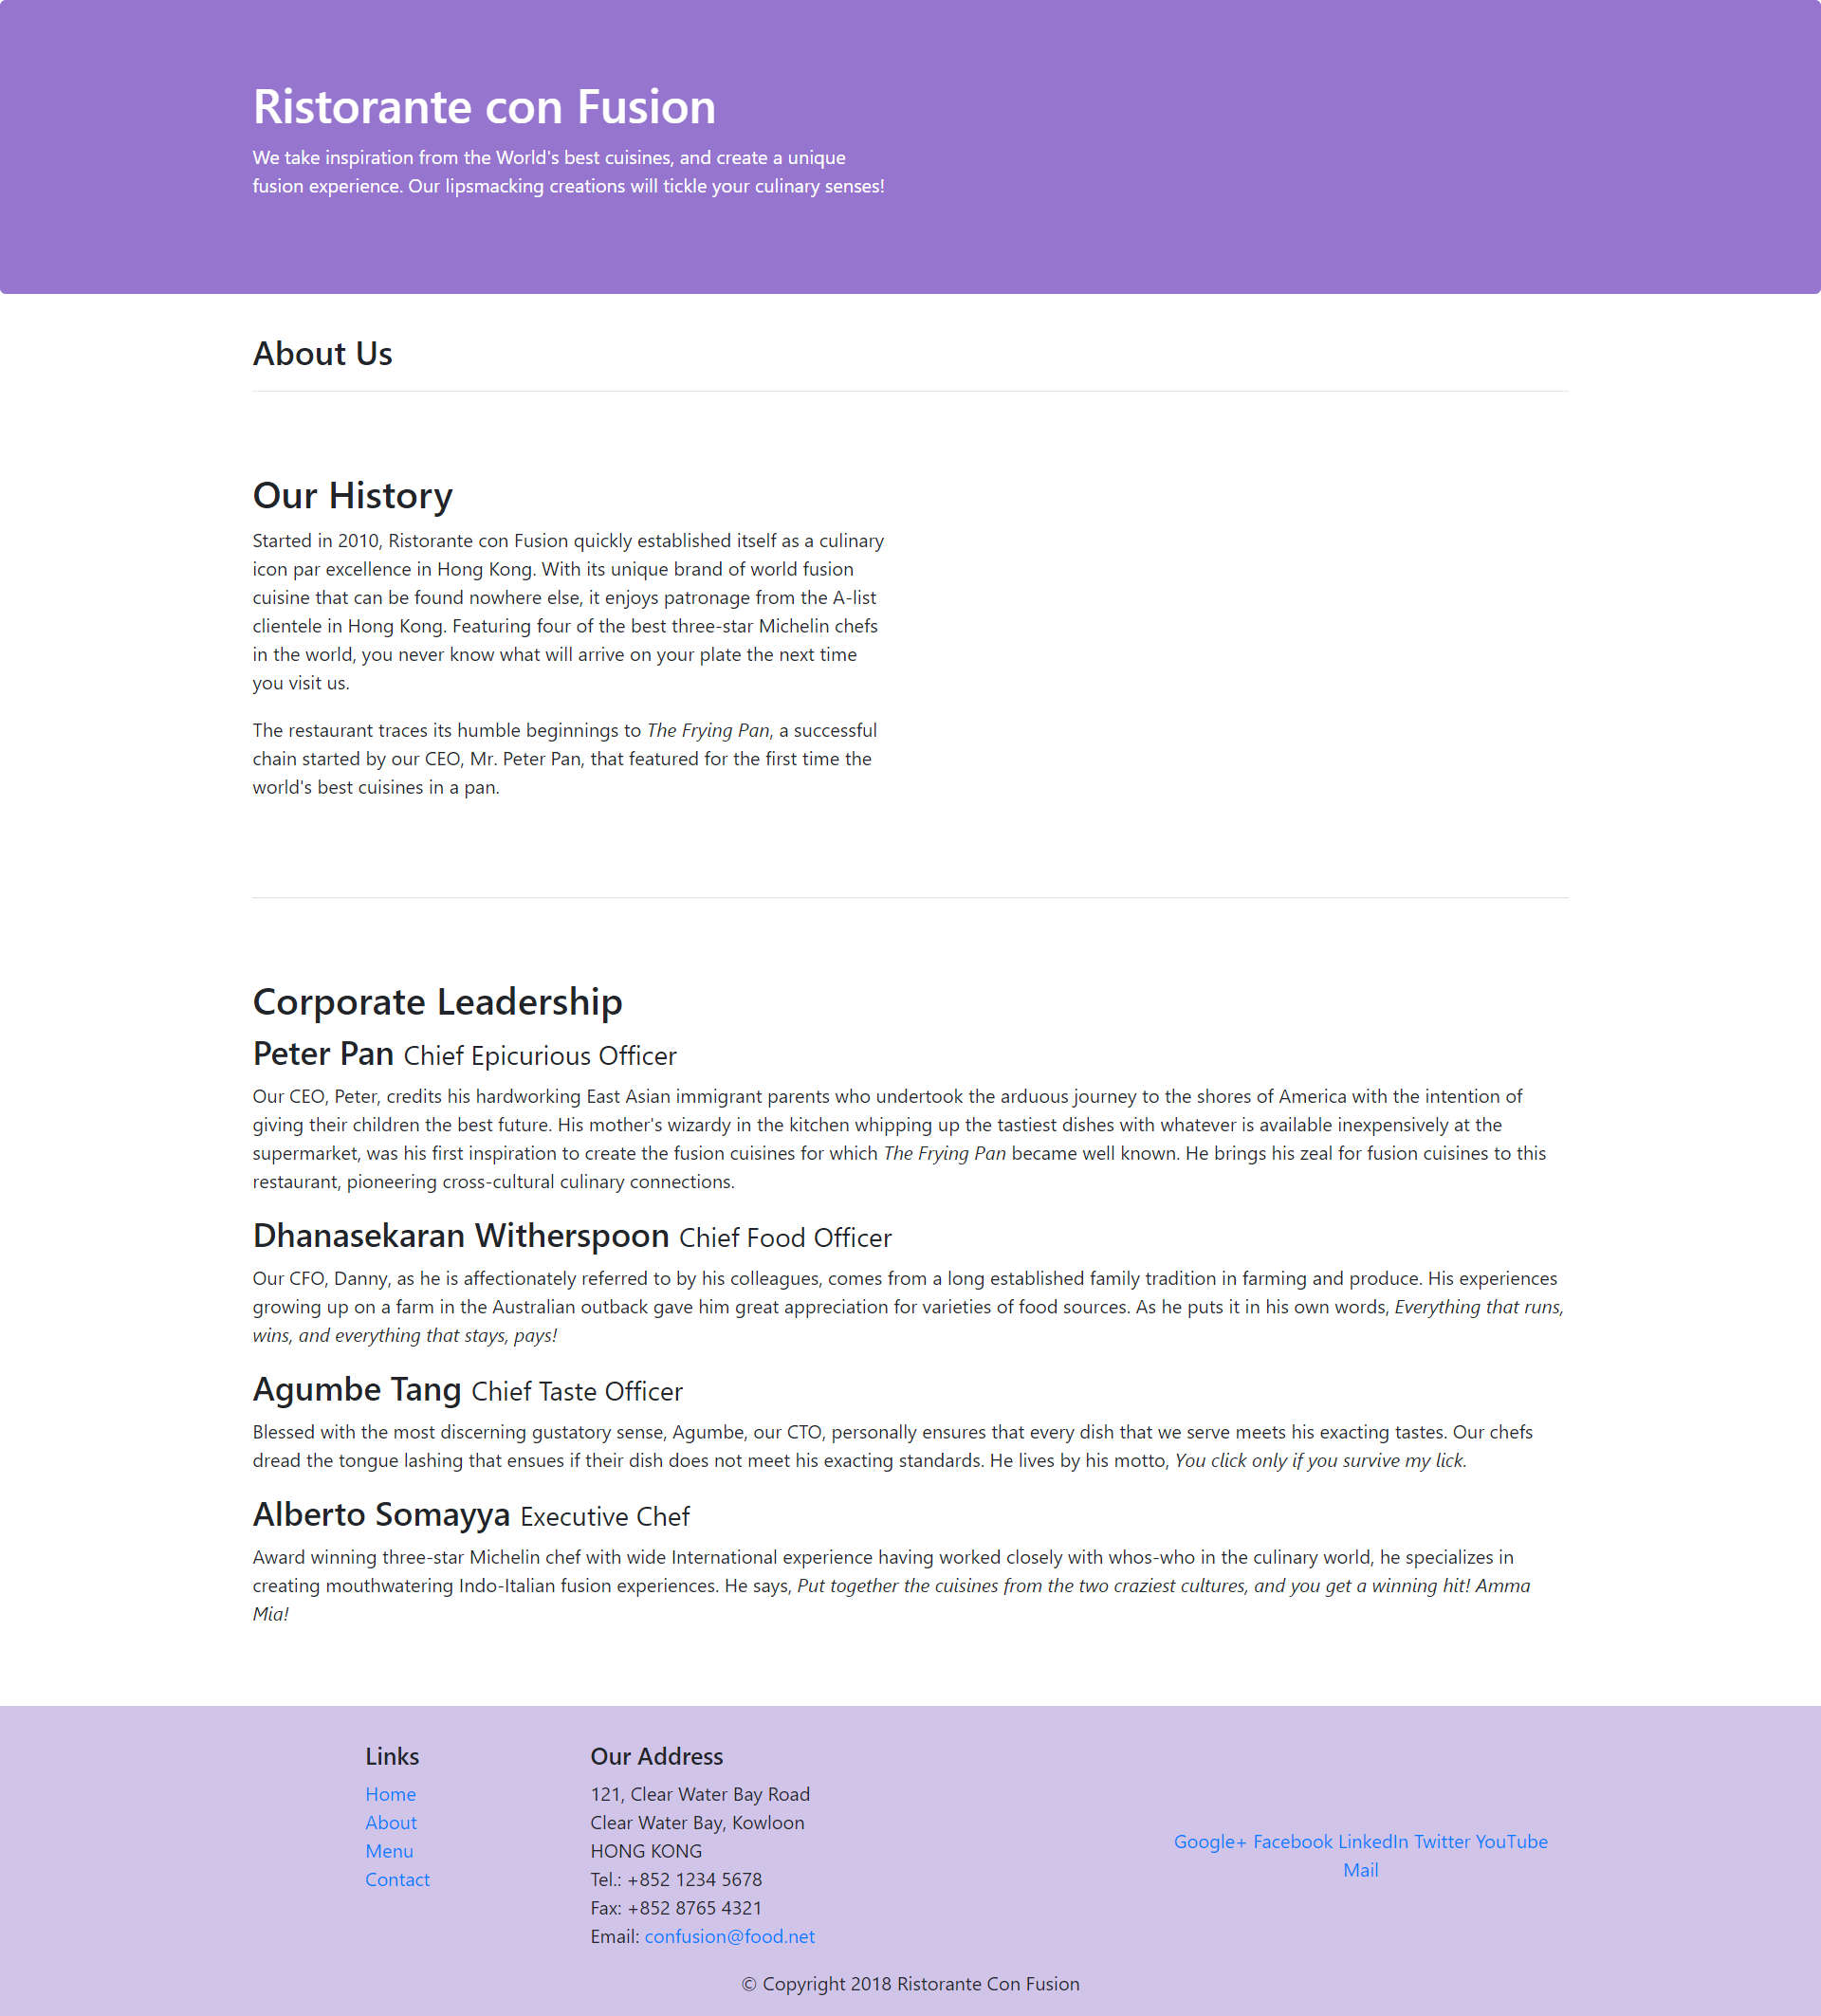 Ristorante con Fusion
We take inspiration from the World's best cuisines, and create a unique
fusion experience. Our lipsmacking creations will tickle your culinary senses!
About Us
Our History
Started in 2010, Ristorante con Fusion quickly established itself as a culinary
icon par excellence in Hong Kong. With its unique brand of world fusion
cuisine that can be found nowhere else, it enjoys patronage from the A-list
clientele in Hong Kong. Featuring four of the best three-star Michelin chefs
in the world, you never know what will arrive on your plate the next time
you visit us.
The restaurant traces its humble beginnings to The Frying Pan, a successful
chain started by our CEO, Mr. Peter Pan, that featured for the first time the
world's best cuisines in a pan.
Corporate Leadership
Peter Pan Chief Epicurious Officer
Our CEO, Peter, credits his hardworking East Asian immigrant parents who undertook the arduous journey to the shores of America with the intention of
giving their children the best future. His mother's wizardy in the kitchen whipping up the tastiest dishes with whatever is available inexpensively at the
supermarket, was his first inspiration to create the fusion cuisines for which The Frying Pan became well known. He brings his zeal for fusion cuisines to this
restaurant, pioneering cross-cultural culinary connections.
Dhanasekaran Witherspoon Chief Food Officer
Our CFO, Danny, as he is affectionately referred to by his colleagues, comes from a long established family tradition in farming and produce. His experiences
growing up on a farm in the Australian outback gave him great appreciation for varieties of food sources. As he puts it in his own words, Everything that runs,
wins, and everything that stays, pays!
Agumbe Tang Chief Taste Officer
Blessed with the most discerning gustatory sense, Agumbe, our CTO, personally ensures that every dish that we serve meets his exacting tastes. Our chefs
dread the tongue lashing that ensues if their dish does not meet his exacting standards. He lives by his motto, You click only if you survive my lick.
Alberto Somayya Executive Chef
Award winning three-star Michelin chef with wide International experience having worked closely with whos-who in the culinary world, he specializes in
creating mouthwatering Indo-Italian fusion experiences. He says, Put together the cuisines from the two craziest cultures, and you get a winning hit! Amma
Mia!
Links
Home
About
Menu
Contact
Our Address
121, Clear Water Bay Road
Clear Water Bay, Kowloon
HONG KONG
Tel.: +852 1234 5678
Fax: +852 8765 4321
Email: confusion@food.net
Google+ Facebook LinkedIn Twitter YouTube
Mail
© Copyright 2018 Ristorante Con Fusion